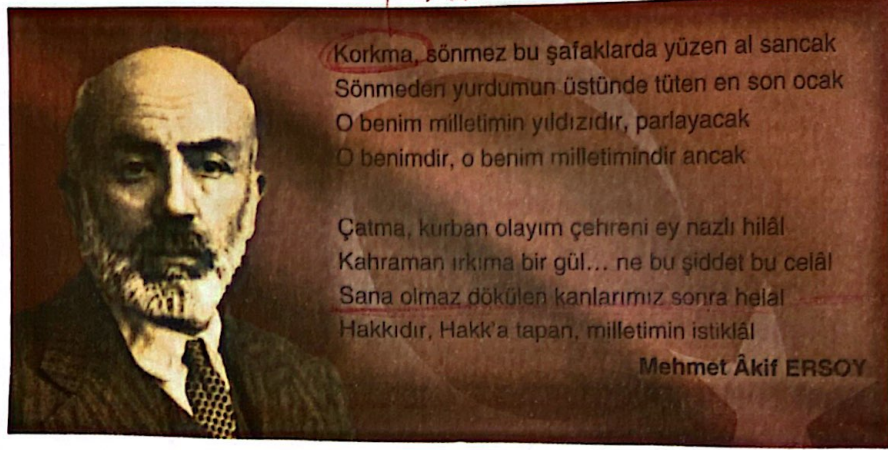 Korkma, sönmez bu şafaklarda yüzen al sancak
Sönmeden yurdumun üstünde tüten en son ocak
O benim milletimin yıldızıdır, parlayacak
O benimdir, o benim milletimindir ancak
Çatma, kurban olayım çehreni ey nazlı hilâl
Kahraman ırkıma bir gül... ne bu şiddet bu celâl
Sana olmaz dökülen kanlarımız sonra helal
Hakkıdır, Hakk'a tapan, milletimin istiklâl
Mehmet Âkif ERSOY